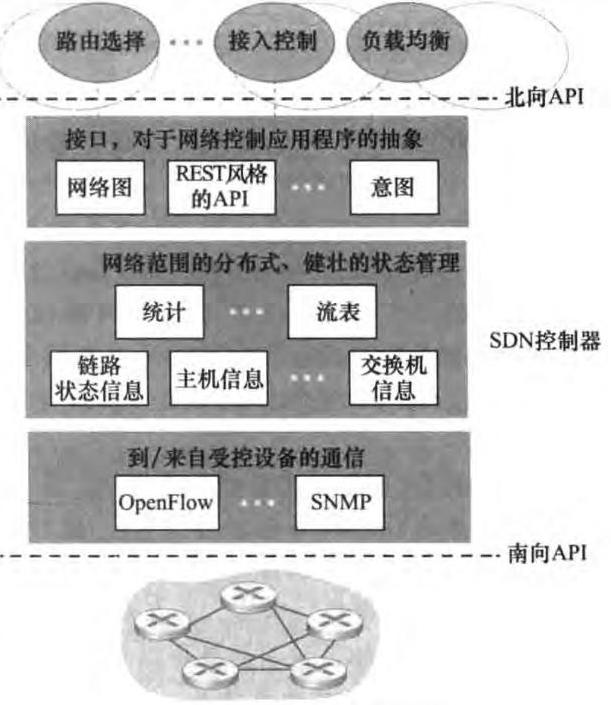 路由选择
接入控制
负载均衡
北向API
接口，对于网络控制应用程序的抽象
网络图
REST风格
的API
意图
网络范围的分布式、健壮的状态管理
统计
流表
SDN控制器
链路
状态信息
主机信息
交换机
信息
到/来自受控设备的通信
OpenFlow
SNMP
南向API